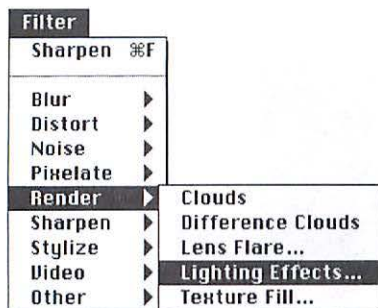 Filter
Sharpen ⌘F
Blur
Distort
Noise
Pixelate
Render
Sharpen
Stylize
Video
Other
Clouds
Difference Clouds
Lens Flare...
Lighting Effects...
Texture Fill...